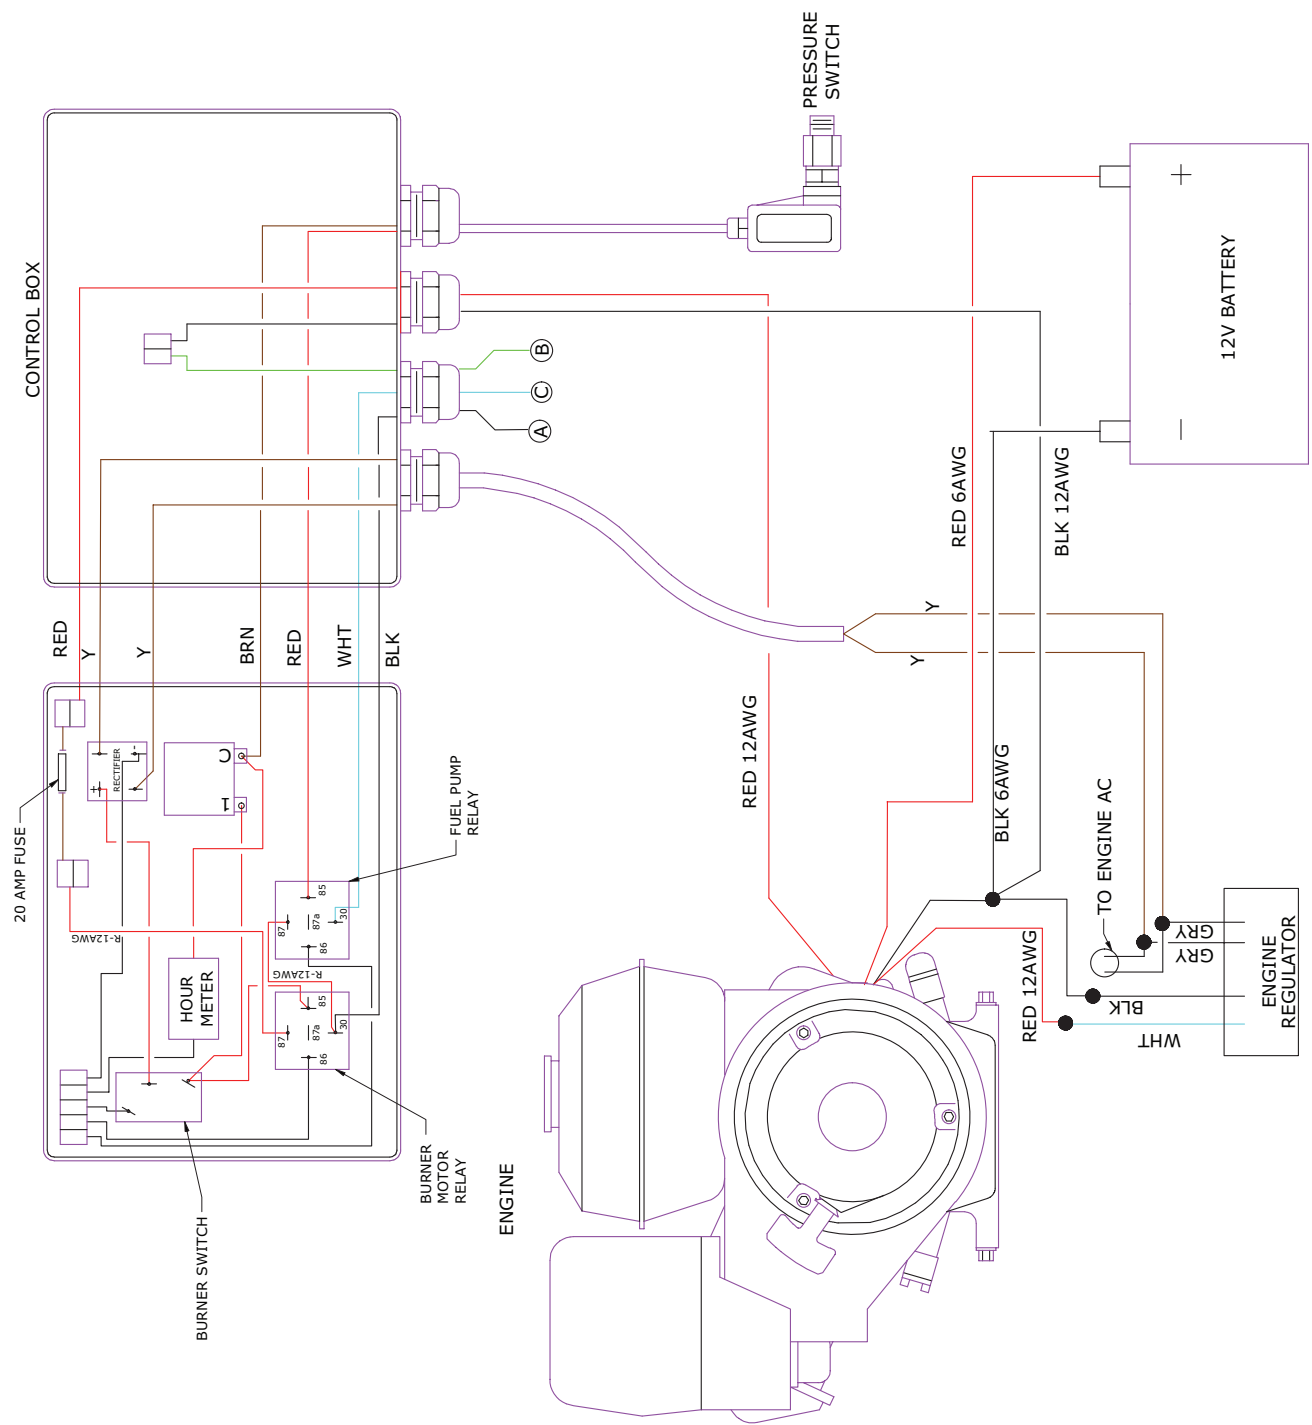 CONTROL BOX
PRESSURE
SWITCH
12V BATTERY
+
-
RED
Y
Y
BRN
RED
WHT
BLK
A
C
B
20 AMP FUSE
RECTIFIER
+
-
C
1
FUEL PUMP
RELAY
85
87
87a
30
86
R-12AWG
R-12AWG
HOUR
METER
85
87
87a
30
86
BURNER
MOTOR
RELAY
BURNER SWITCH
ENGINE
RED 12AWG
RED 6AWG
BLK 12AWG
BLK 6AWG
Y
Y
TO ENGINE AC
RED 12AWG
GRY
GRY
BLK
WHT
ENGINE
REGULATOR